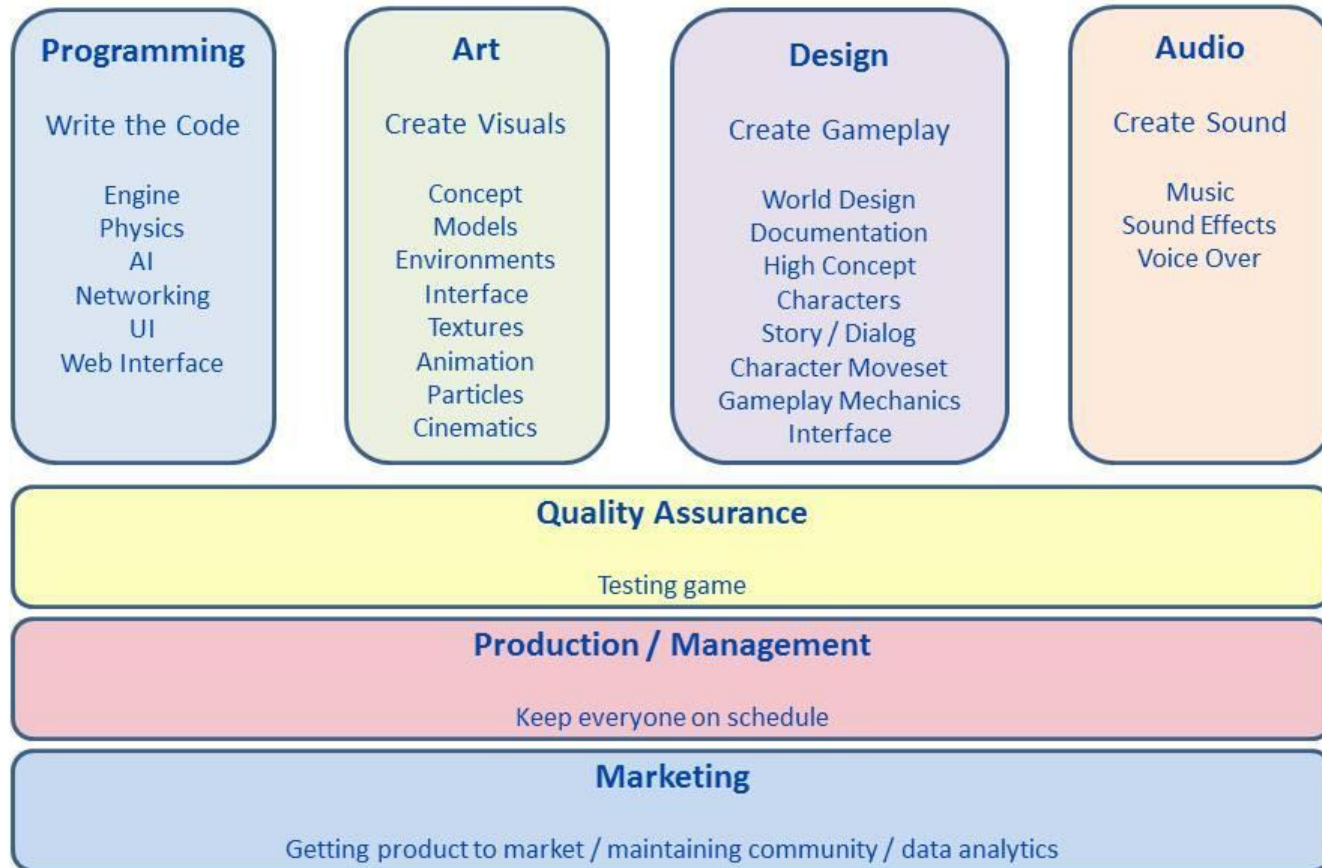 Programming
Write the Code
Engine
Physics
AI
Networking
UI
Web Interface
Art
Create Visuals
Concept
Models
Environments
Interface
Textures
Animation
Particles
Cinematics
Design
Create Gameplay
World Design
Documentation
High Concept
Characters
Story / Dialog
Character Moveset
Gameplay Mechanics
Interface
Audio
Create Sound
Music
Sound Effects
Voice Over
Quality Assurance
Testing game
Production / Management
Keep everyone on schedule
Marketing
Getting product to market / maintaining community / data analytics